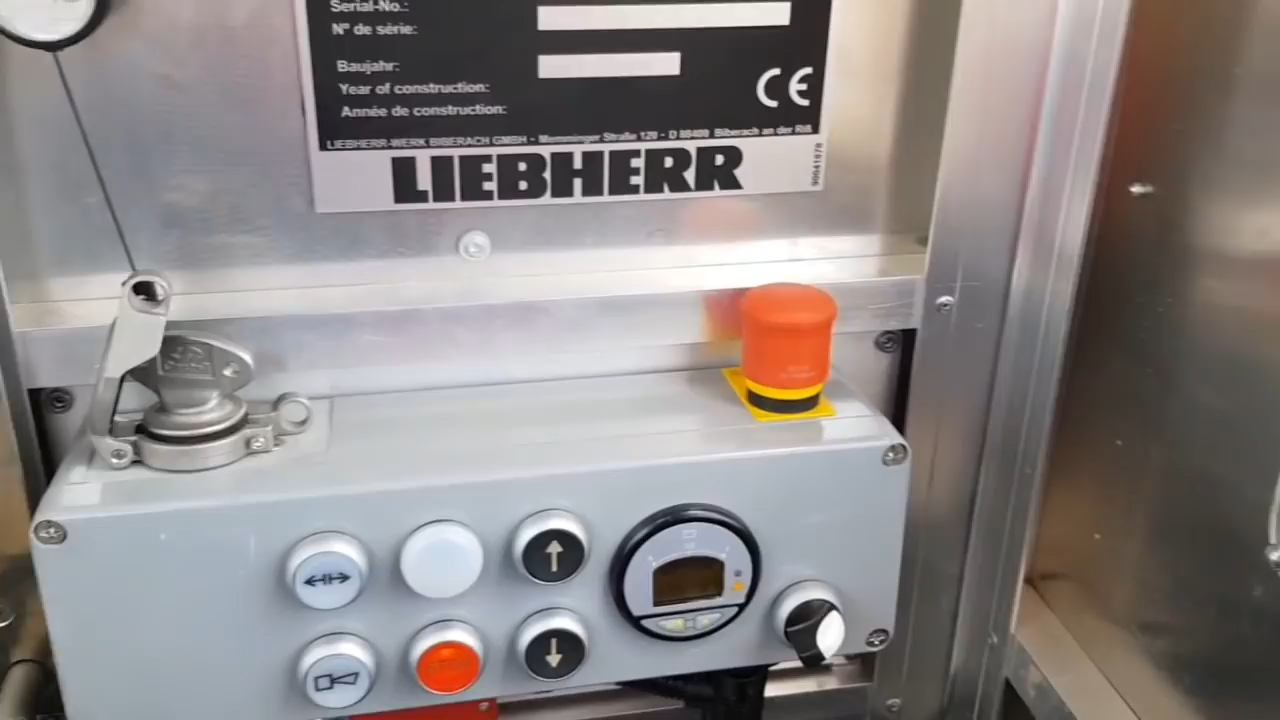 Serial-No.:
N° de série:
Baujahr:
Year of construction:
Année de construction:
CE
LIEBHERR-WERK BIBERACH GMBH - Memminger Straße 120 - D 88400 Biberach an der Riß
LIEBHERR